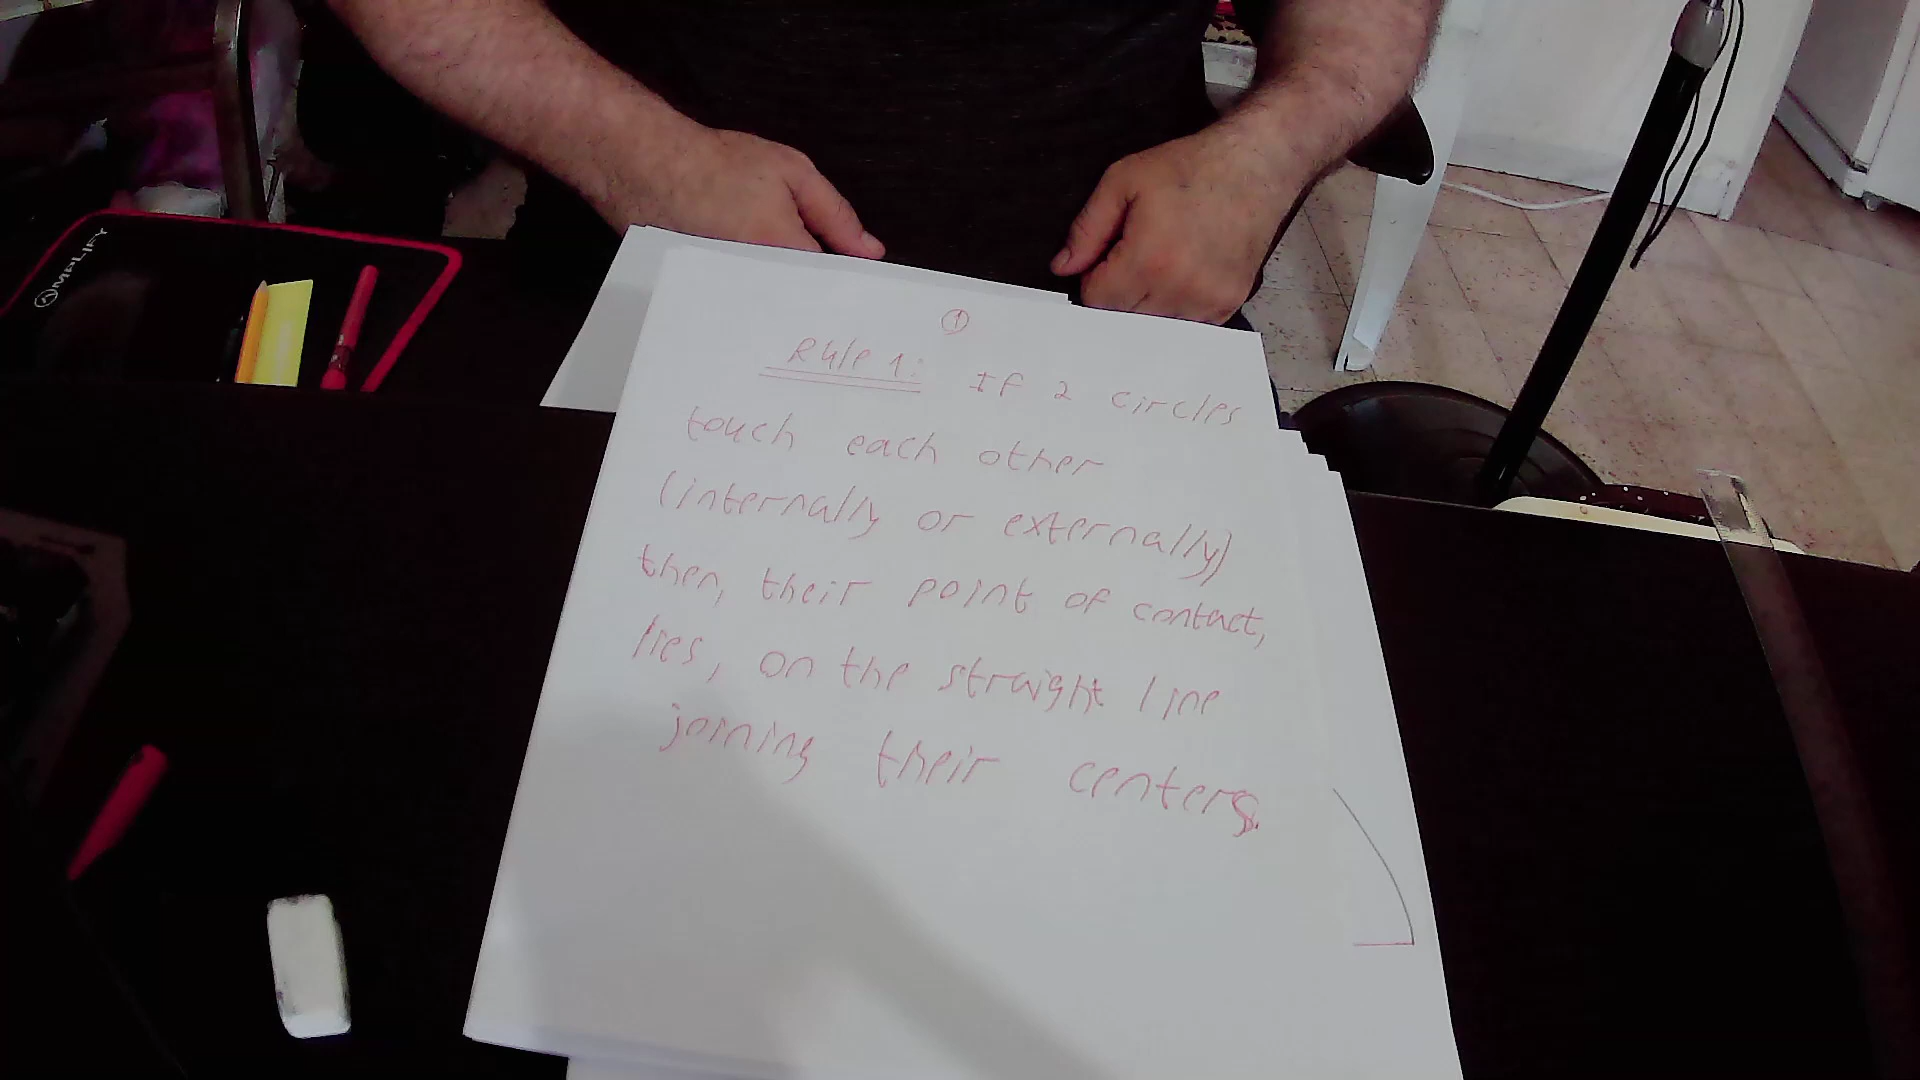 AMPLIFY
①
Rule 1: If 2 circles
touch each other
(internally or externally)
then, their point of contact,
lies, on the straight line
joining their centers.